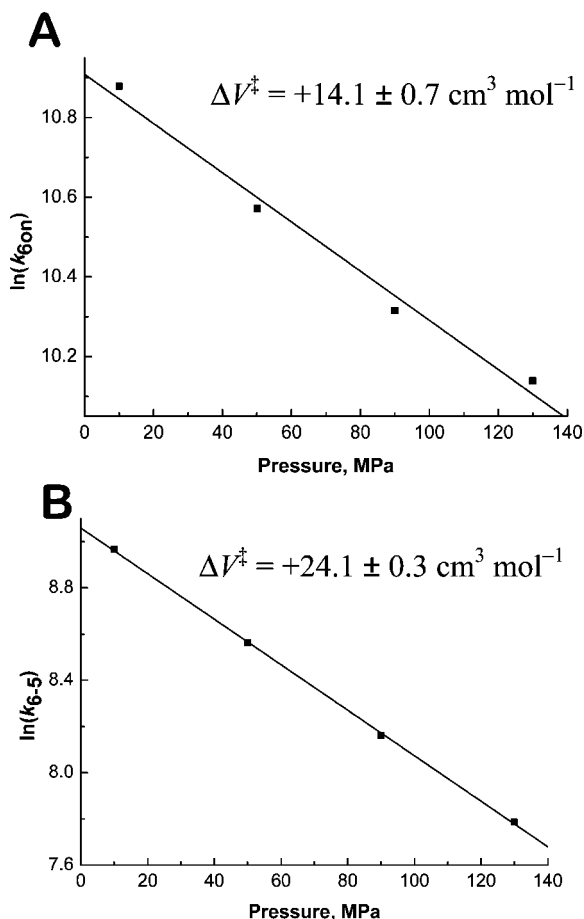 A
ΔV‡ = +14.1 ± 0.7 cm³ mol⁻¹
10.8
10.6
10.4
10.2
ln(k6on)
0 20 40 60 80 100 120 140
Pressure, MPa
B
ΔV‡ = +24.1 ± 0.3 cm³ mol⁻¹
8.8
8.4
8.0
7.6
ln(k6-5)
0 20 40 60 80 100 120 140
Pressure, MPa